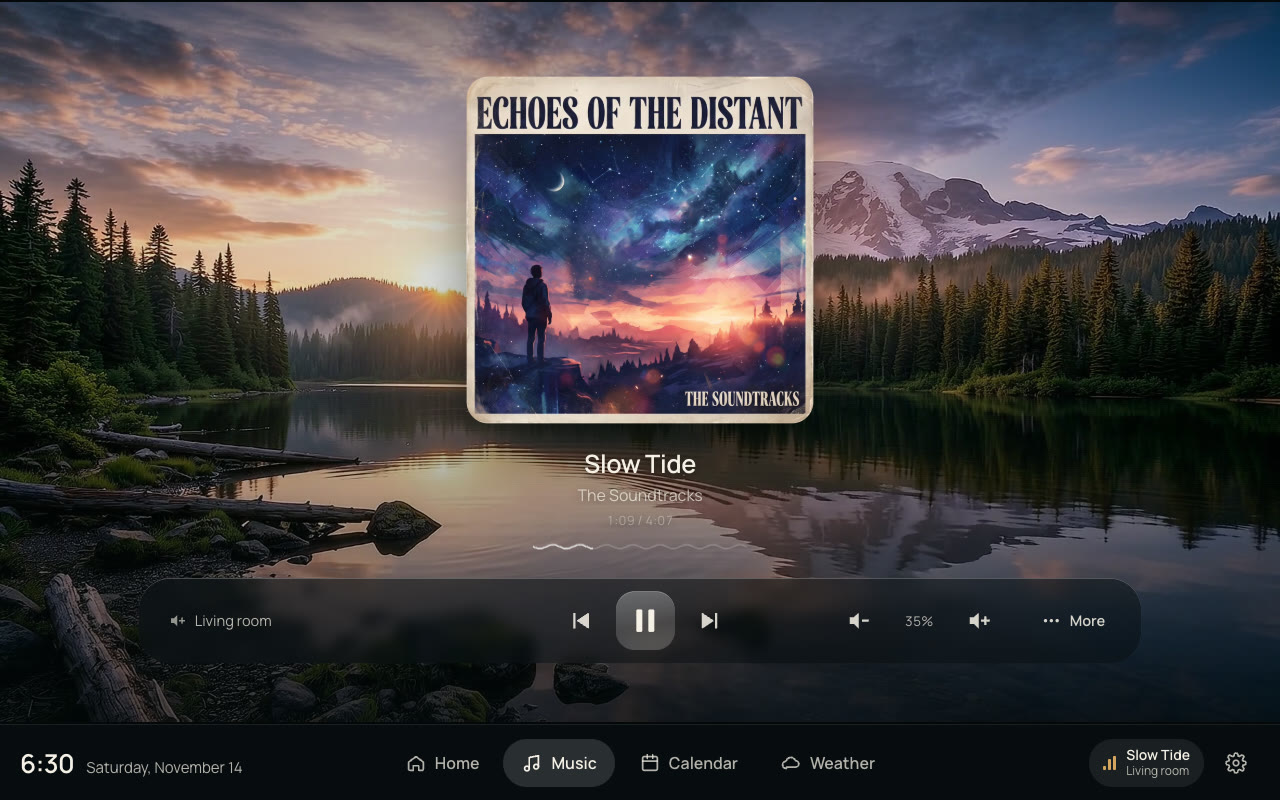 ECHOES OF THE DISTANT
THE SOUNDTRACKS
Slow Tide
The Soundtracks
1:09 / 4:07
Living room
35%
More
6:30
Saturday, November 14
Home
Music
Calendar
Weather
Slow Tide
Living room